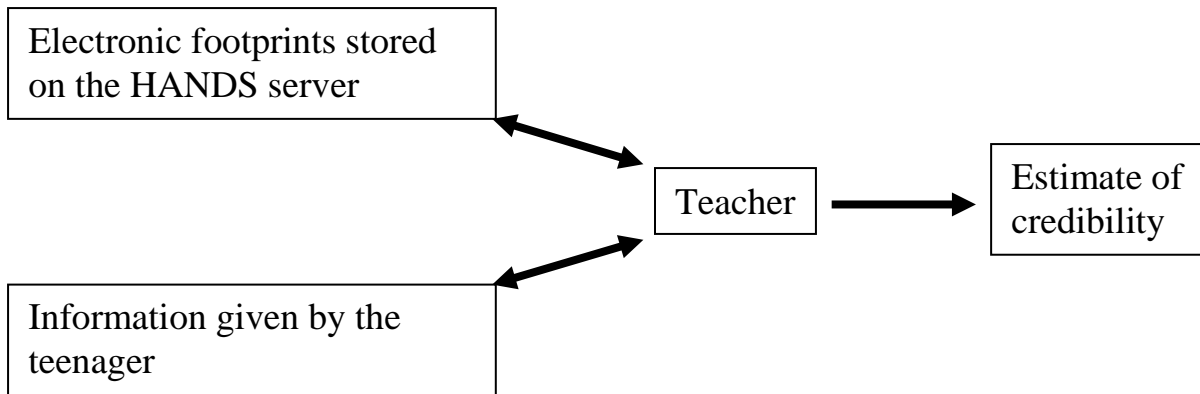 Electronic footprints stored
on the HANDS server
Teacher
Estimate of
credibility
Information given by the
teenager